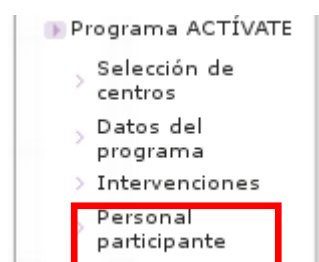 Programa ACTÍVATE
Selección de
centros
Datos del
programa
Intervenciones
Personal
participante